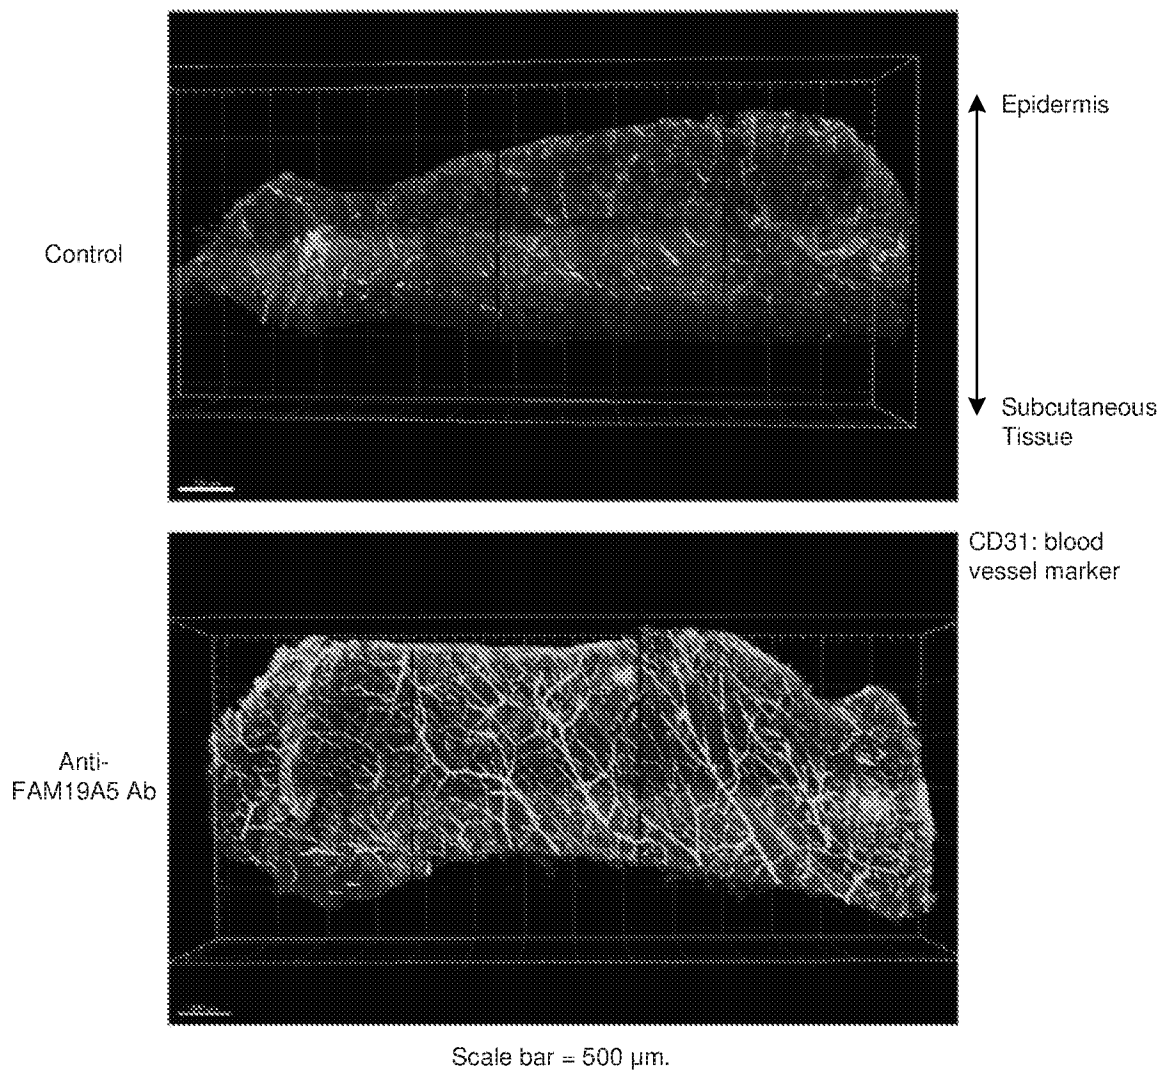 Epidermis
Control
Subcutaneous
Tissue
CD31: blood
vessel marker
Anti-
FAM19A5 Ab
Scale bar = 500 µm.